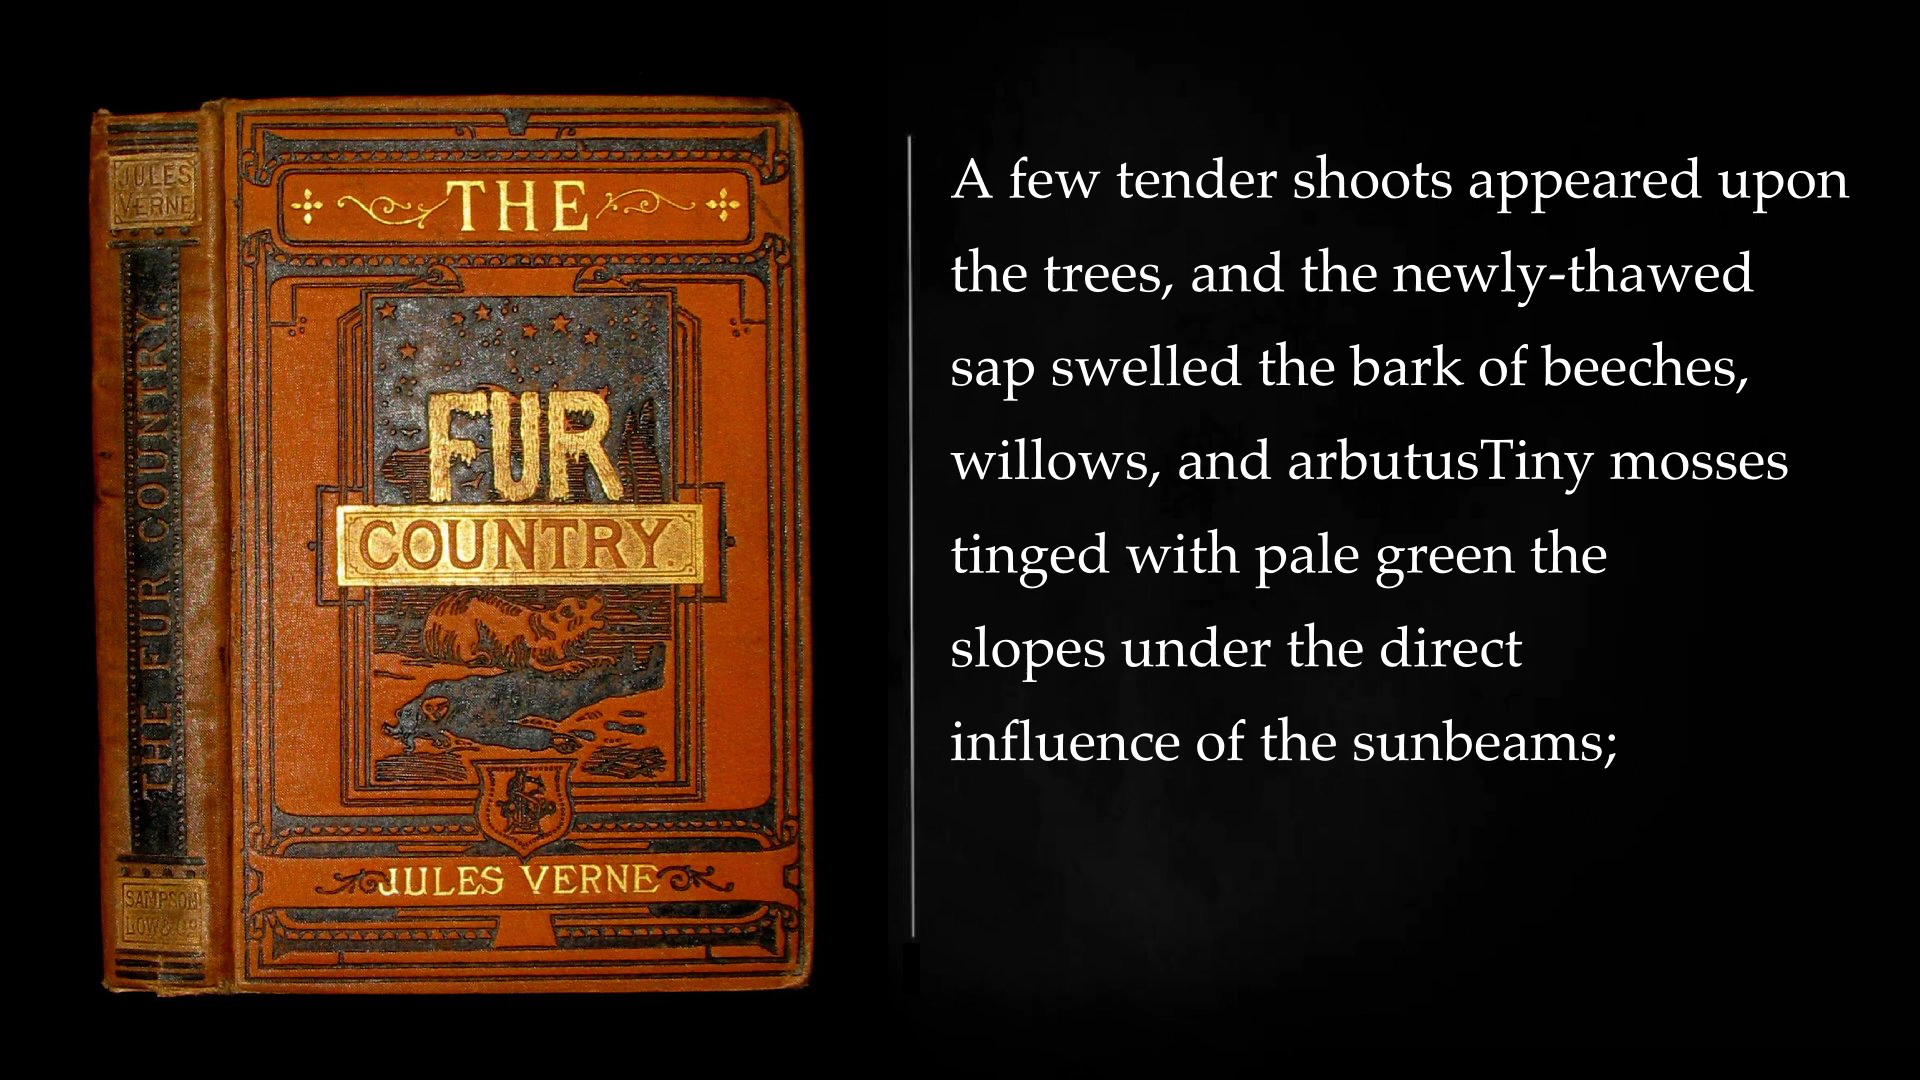 JULES
VERNE
THE FUR COUNTRY.
SAMPSON
LOW & Co
THE
FUR
COUNTRY.
JULES VERNE
A few tender shoots appeared upon
the trees, and the newly-thawed
sap swelled the bark of beeches,
willows, and arbutusTiny mosses
tinged with pale green the
slopes under the direct
influence of the sunbeams;